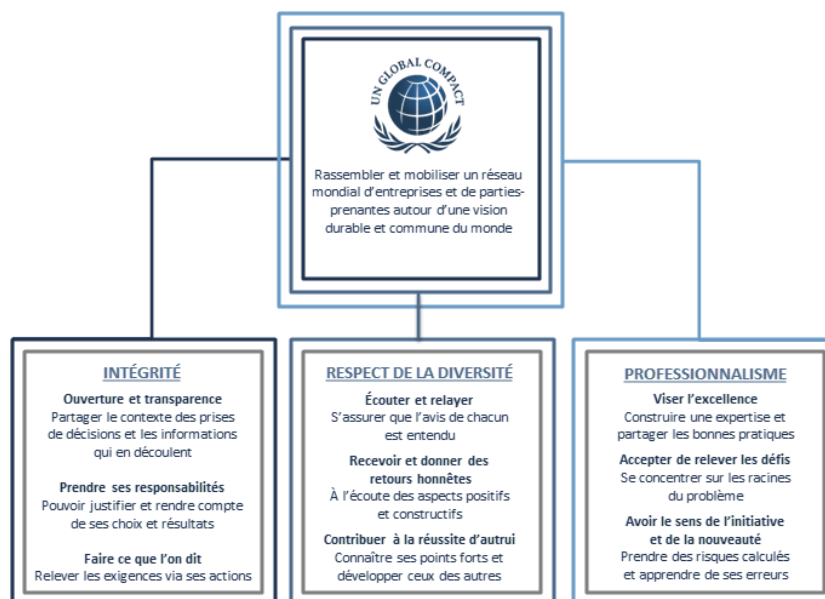 UN GLOBAL COMPACT
Rassembler et mobiliser un réseau
mondial d'entreprises et de parties-
prenantes autour d'une vision
durable et commune du monde
INTÉGRITÉ
Ouverture et transparence
Partager le contexte des prises
de décisions et les informations
qui en découlent
Prendre ses responsabilités
Pouvoir justifier et rendre compte
de ses choix et résultats
Faire ce que l'on dit
Relever les exigences via ses actions
RESPECT DE LA DIVERSITÉ
Écouter et relayer
S'assurer que l'avis de chacun
est entendu
Recevoir et donner des
retours honnêtes
À l'écoute des aspects positifs
et constructifs
Contribuer à la réussite d'autrui
Connaître ses points forts et
développer ceux des autres
PROFESSIONNALISME
Viser l'excellence
Construire une expertise et
partager les bonnes pratiques
Accepter de relever les défis
Se concentrer sur les racines
du problème
Avoir le sens de l'initiative
et de la nouveauté
Prendre des risques calculés
et apprendre de ses erreurs